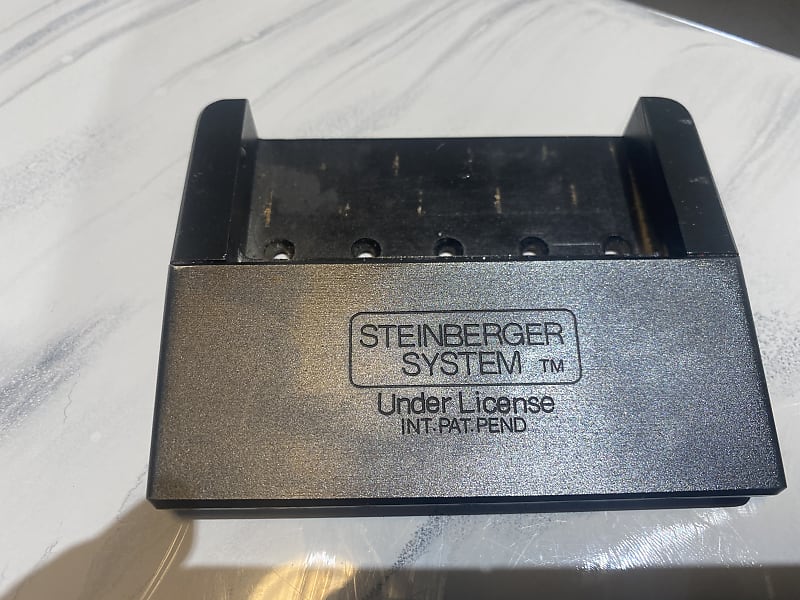 STEINBERGER
SYSTEM TM
Under License
INT.PAT.PEND